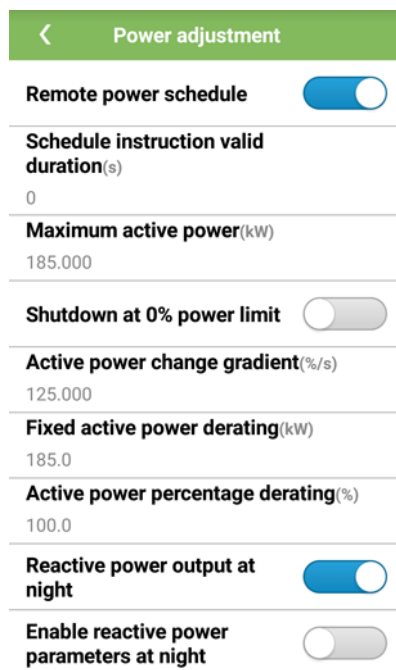 Power adjustment
Remote power schedule
Schedule instruction valid
duration(s)
0
Maximum active power(kW)
185.000
Shutdown at 0% power limit
Active power change gradient(%/s)
125.000
Fixed active power derating(kW)
185.0
Active power percentage derating(%)
100.0
Reactive power output at
night
Enable reactive power
parameters at night